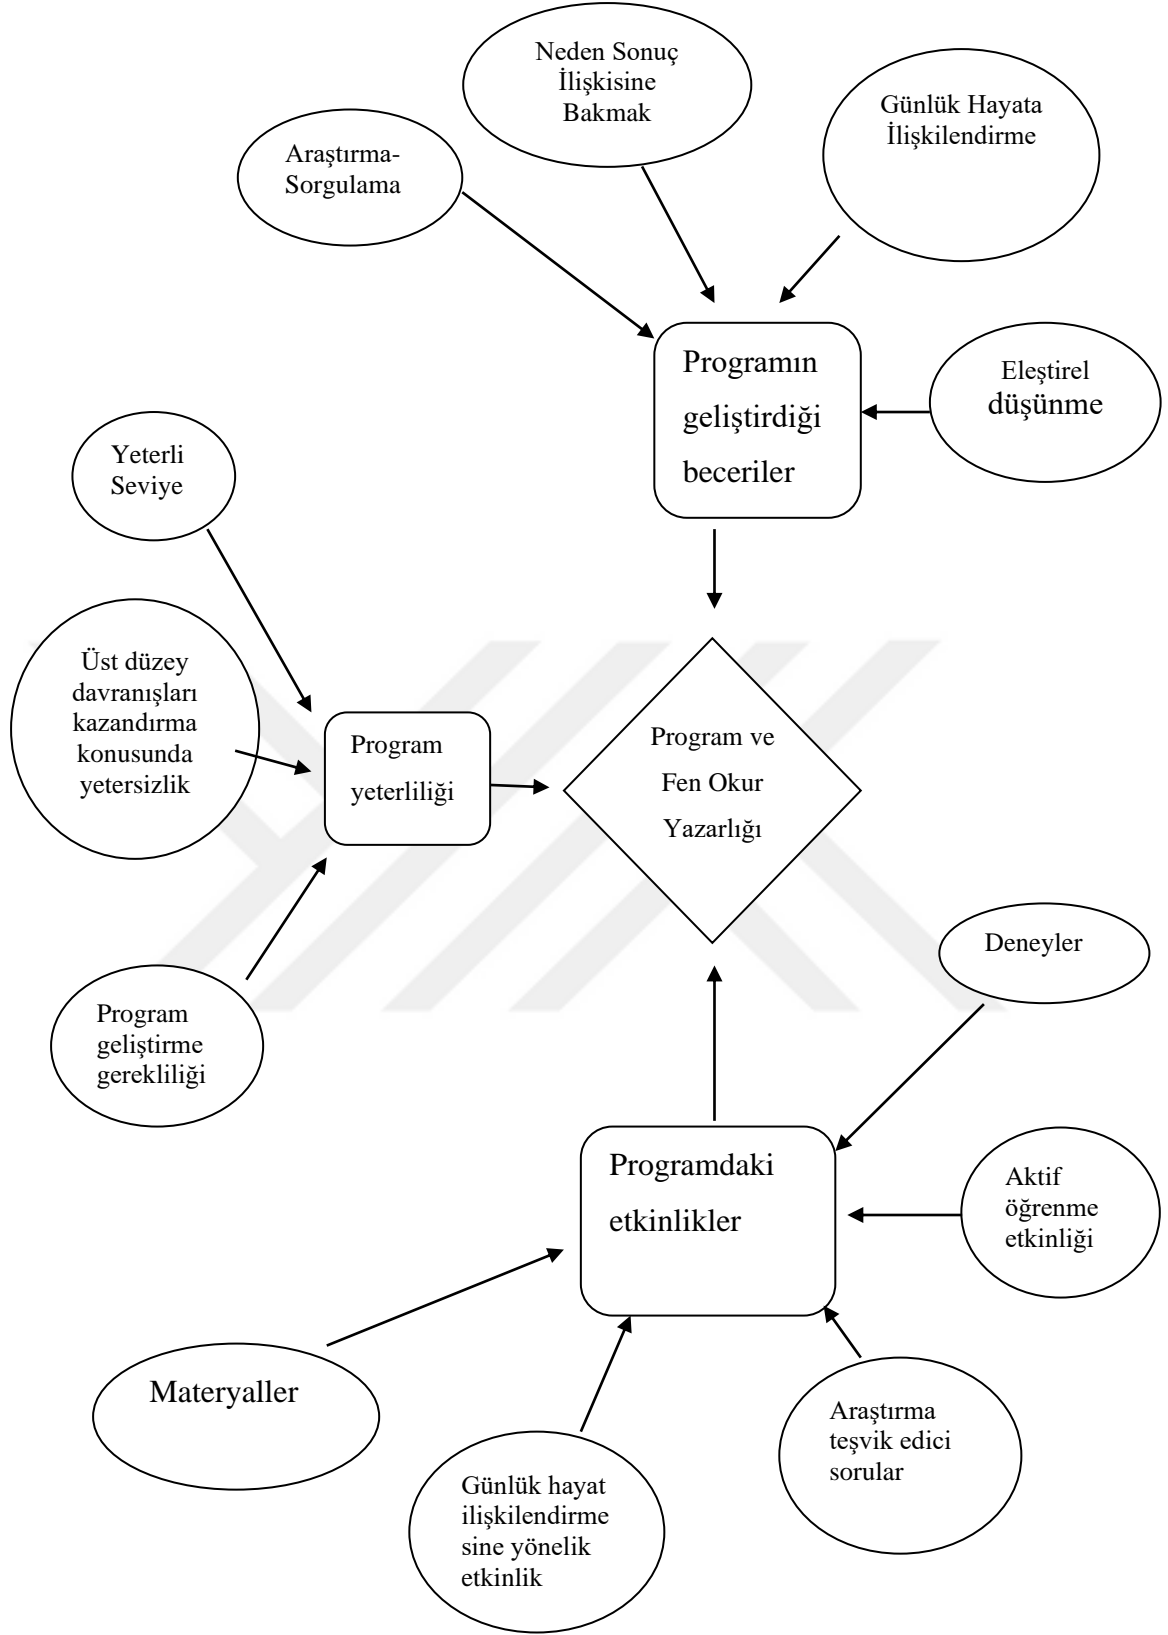 Neden Sonuç
İlişkisine
Bakmak
Günlük Hayata
İlişkilendirme
Araştırma-
Sorgulama
Programın
geliştirdiği
beceriler
Eleştirel
düşünme
Yeterli
Seviye
Üst düzey
davranışları
kazandırma
konusunda
yetersizlik
Program
yeterliliği
Program ve
Fen Okur
Yazarlığı
Program
geliştirme
gerekliliği
Deneyler
Programdaki
etkinlikler
Aktif
öğrenme
etkinliği
Materyaller
Araştırma
teşvik edici
sorular
Günlük hayat
ilişkilendirme
sine yönelik
etkinlik